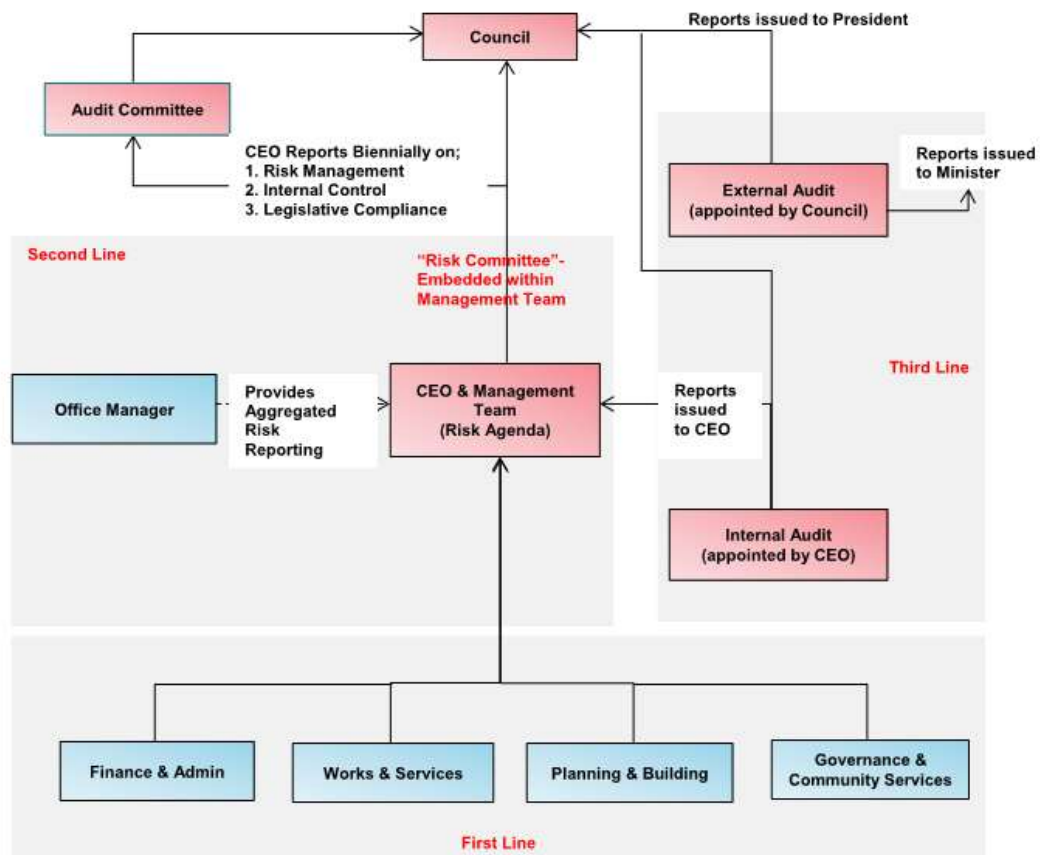 Reports issued to President
Council
Audit Committee
CEO Reports Biennially on;
1. Risk Management
2. Internal Control
3. Legislative Compliance
External Audit
(appointed by Council)
Reports issued
to Minister
Second Line
"Risk Committee"-
Embedded within
Management Team
Third Line
Office Manager
Provides
Aggregated
Risk
Reporting
CEO & Management
Team
(Risk Agenda)
Reports
issued
to CEO
Internal Audit
(appointed by CEO)
Finance & Admin
Works & Services
Planning & Building
Governance &
Community Services
First Line